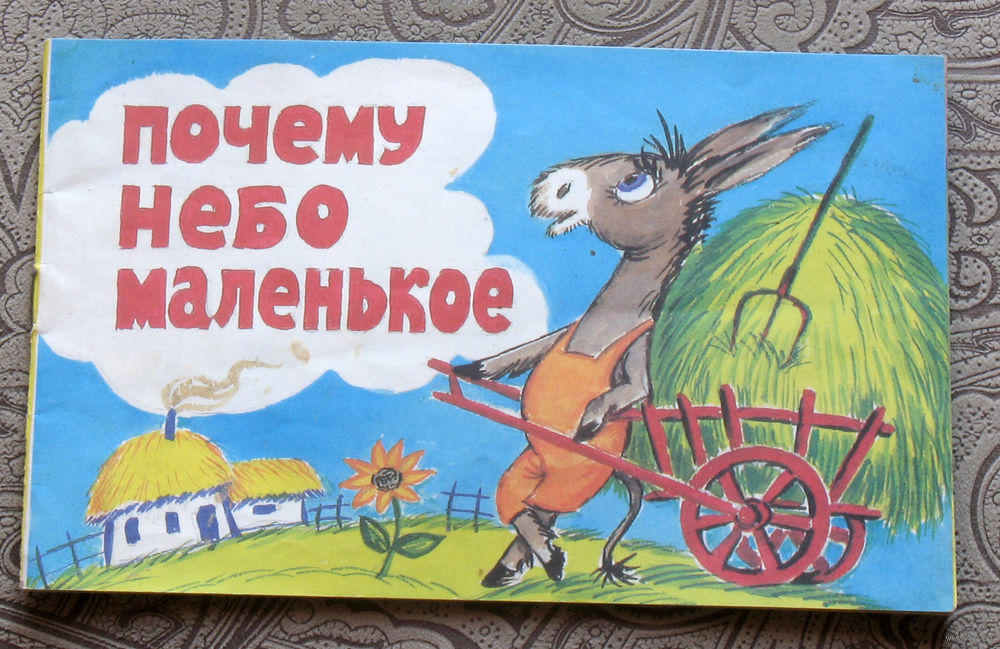 почему
небо
маленькое